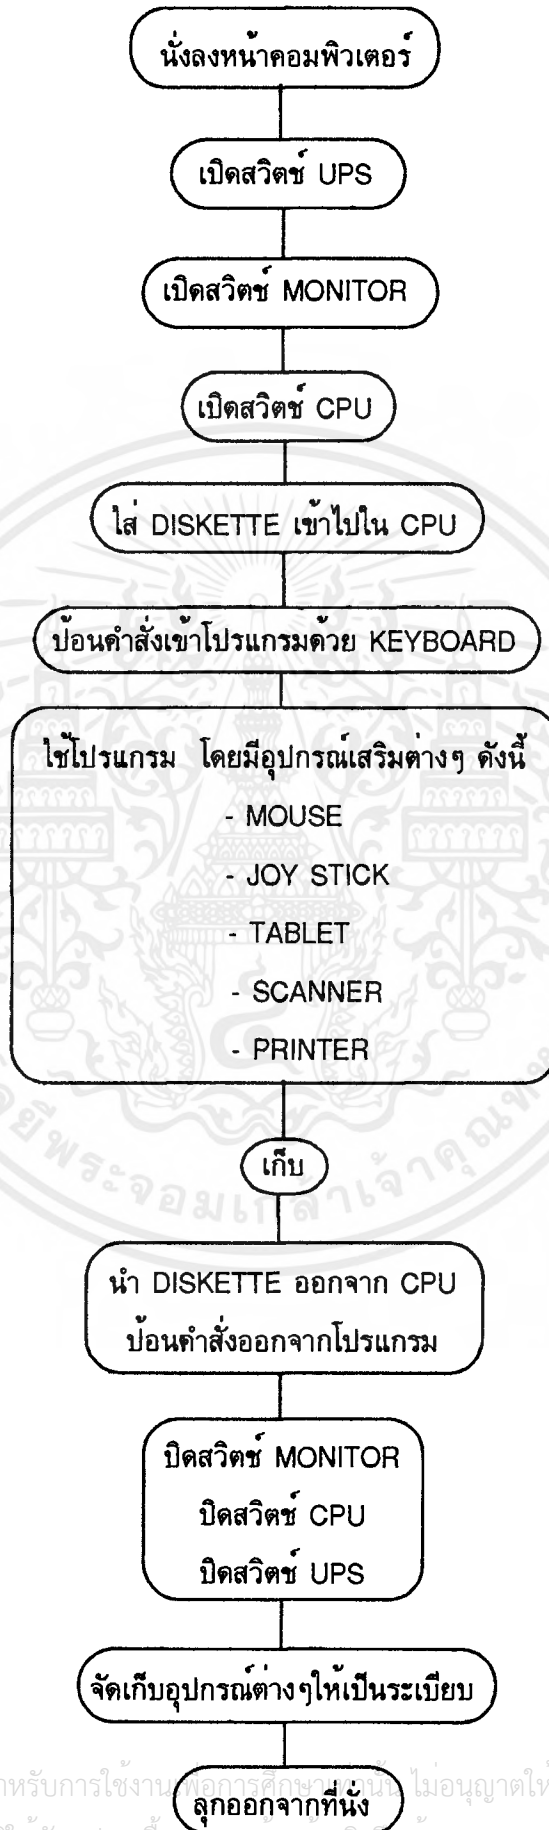 นั่งลงหน้าคอมพิวเตอร์
เปิดสวิตช์ UPS
เปิดสวิตช์ MONITOR
เปิดสวิตช์ CPU
ใส่ DISKETTE เข้าไปใน CPU
ป้อนคำสั่งเข้าโปรแกรมด้วย KEYBOARD
ใช้โปรแกรม โดยมีอุปกรณ์เสริมต่างๆ ดังนี้
- MOUSE
- JOY STICK
- TABLET
- SCANNER
- PRINTER
เก็บ
นำ DISKETTE ออกจาก CPU
ป้อนคำสั่งออกจากโปรแกรม
ปิดสวิตช์ MONITOR
ปิดสวิตช์ CPU
ปิดสวิตช์ UPS
จัดเก็บอุปกรณ์ต่างๆให้เป็นระเบียบ
ลุกออกจากที่นั่ง